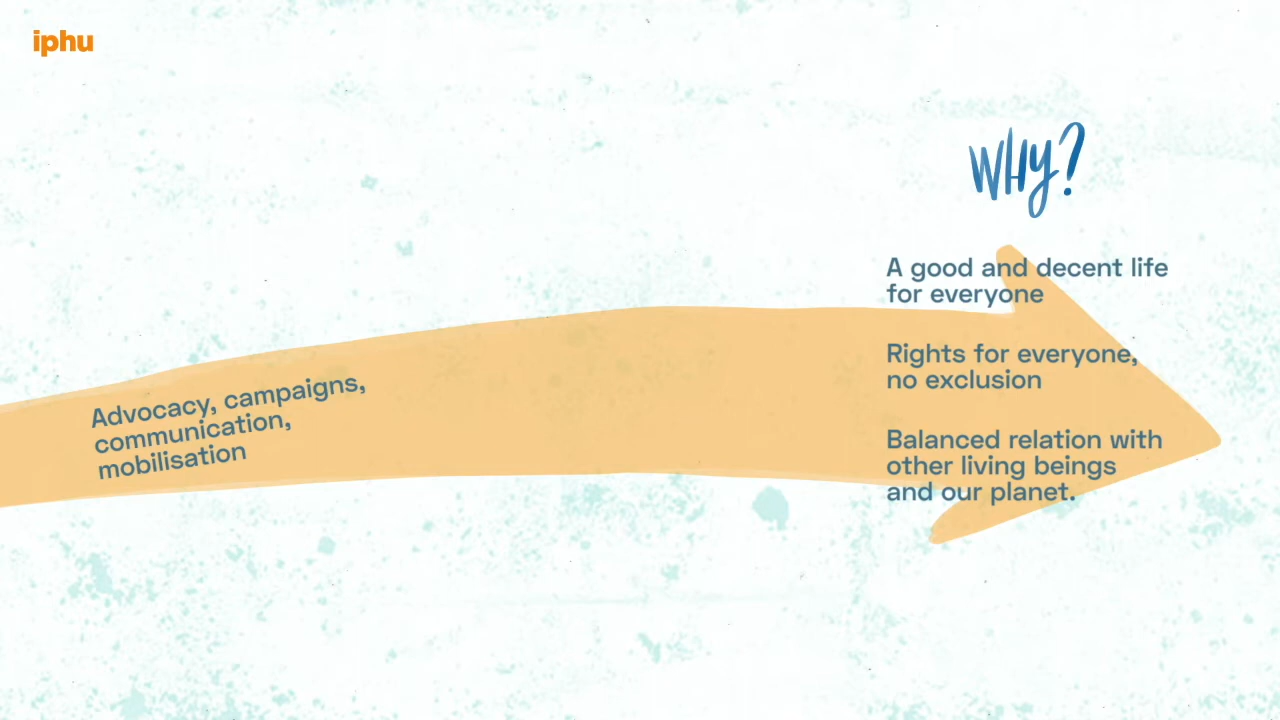 iphu
WHY?
A good and decent life
for everyone
Rights for everyone,
no exclusion
Balanced relation with
other living beings
and our planet.
Advocacy, campaigns,
communication,
mobilisation